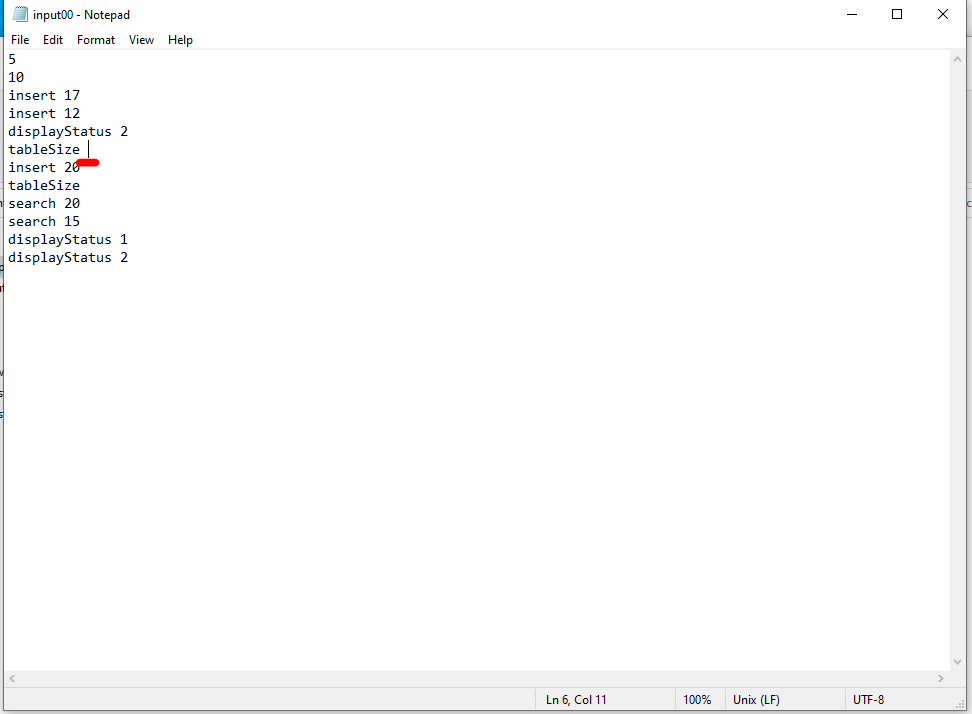 input00 - Notepad
File Edit Format View Help
5
10
insert 17
insert 12
displayStatus 2
tableSize
insert 20
tableSize
search 20
search 15
displayStatus 1
displayStatus 2
Ln 6, Col 11 100% Unix (LF) UTF-8